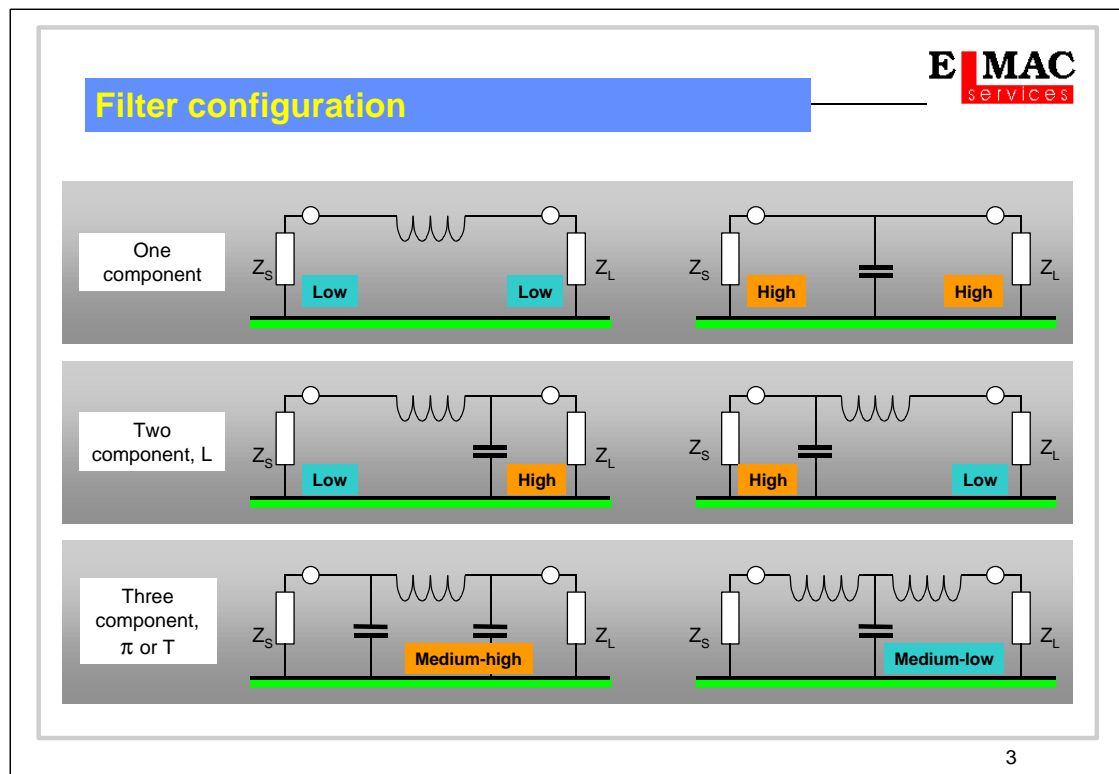 ELMAC
services
Filter configuration
One
component
ZS
Low
Low
ZL
ZS
High
High
ZL
Two
component, L
ZS
Low
High
ZL
ZS
High
Low
ZL
Three
component,
π or T
ZS
Medium-high
ZL
ZS
Medium-low
ZL
3